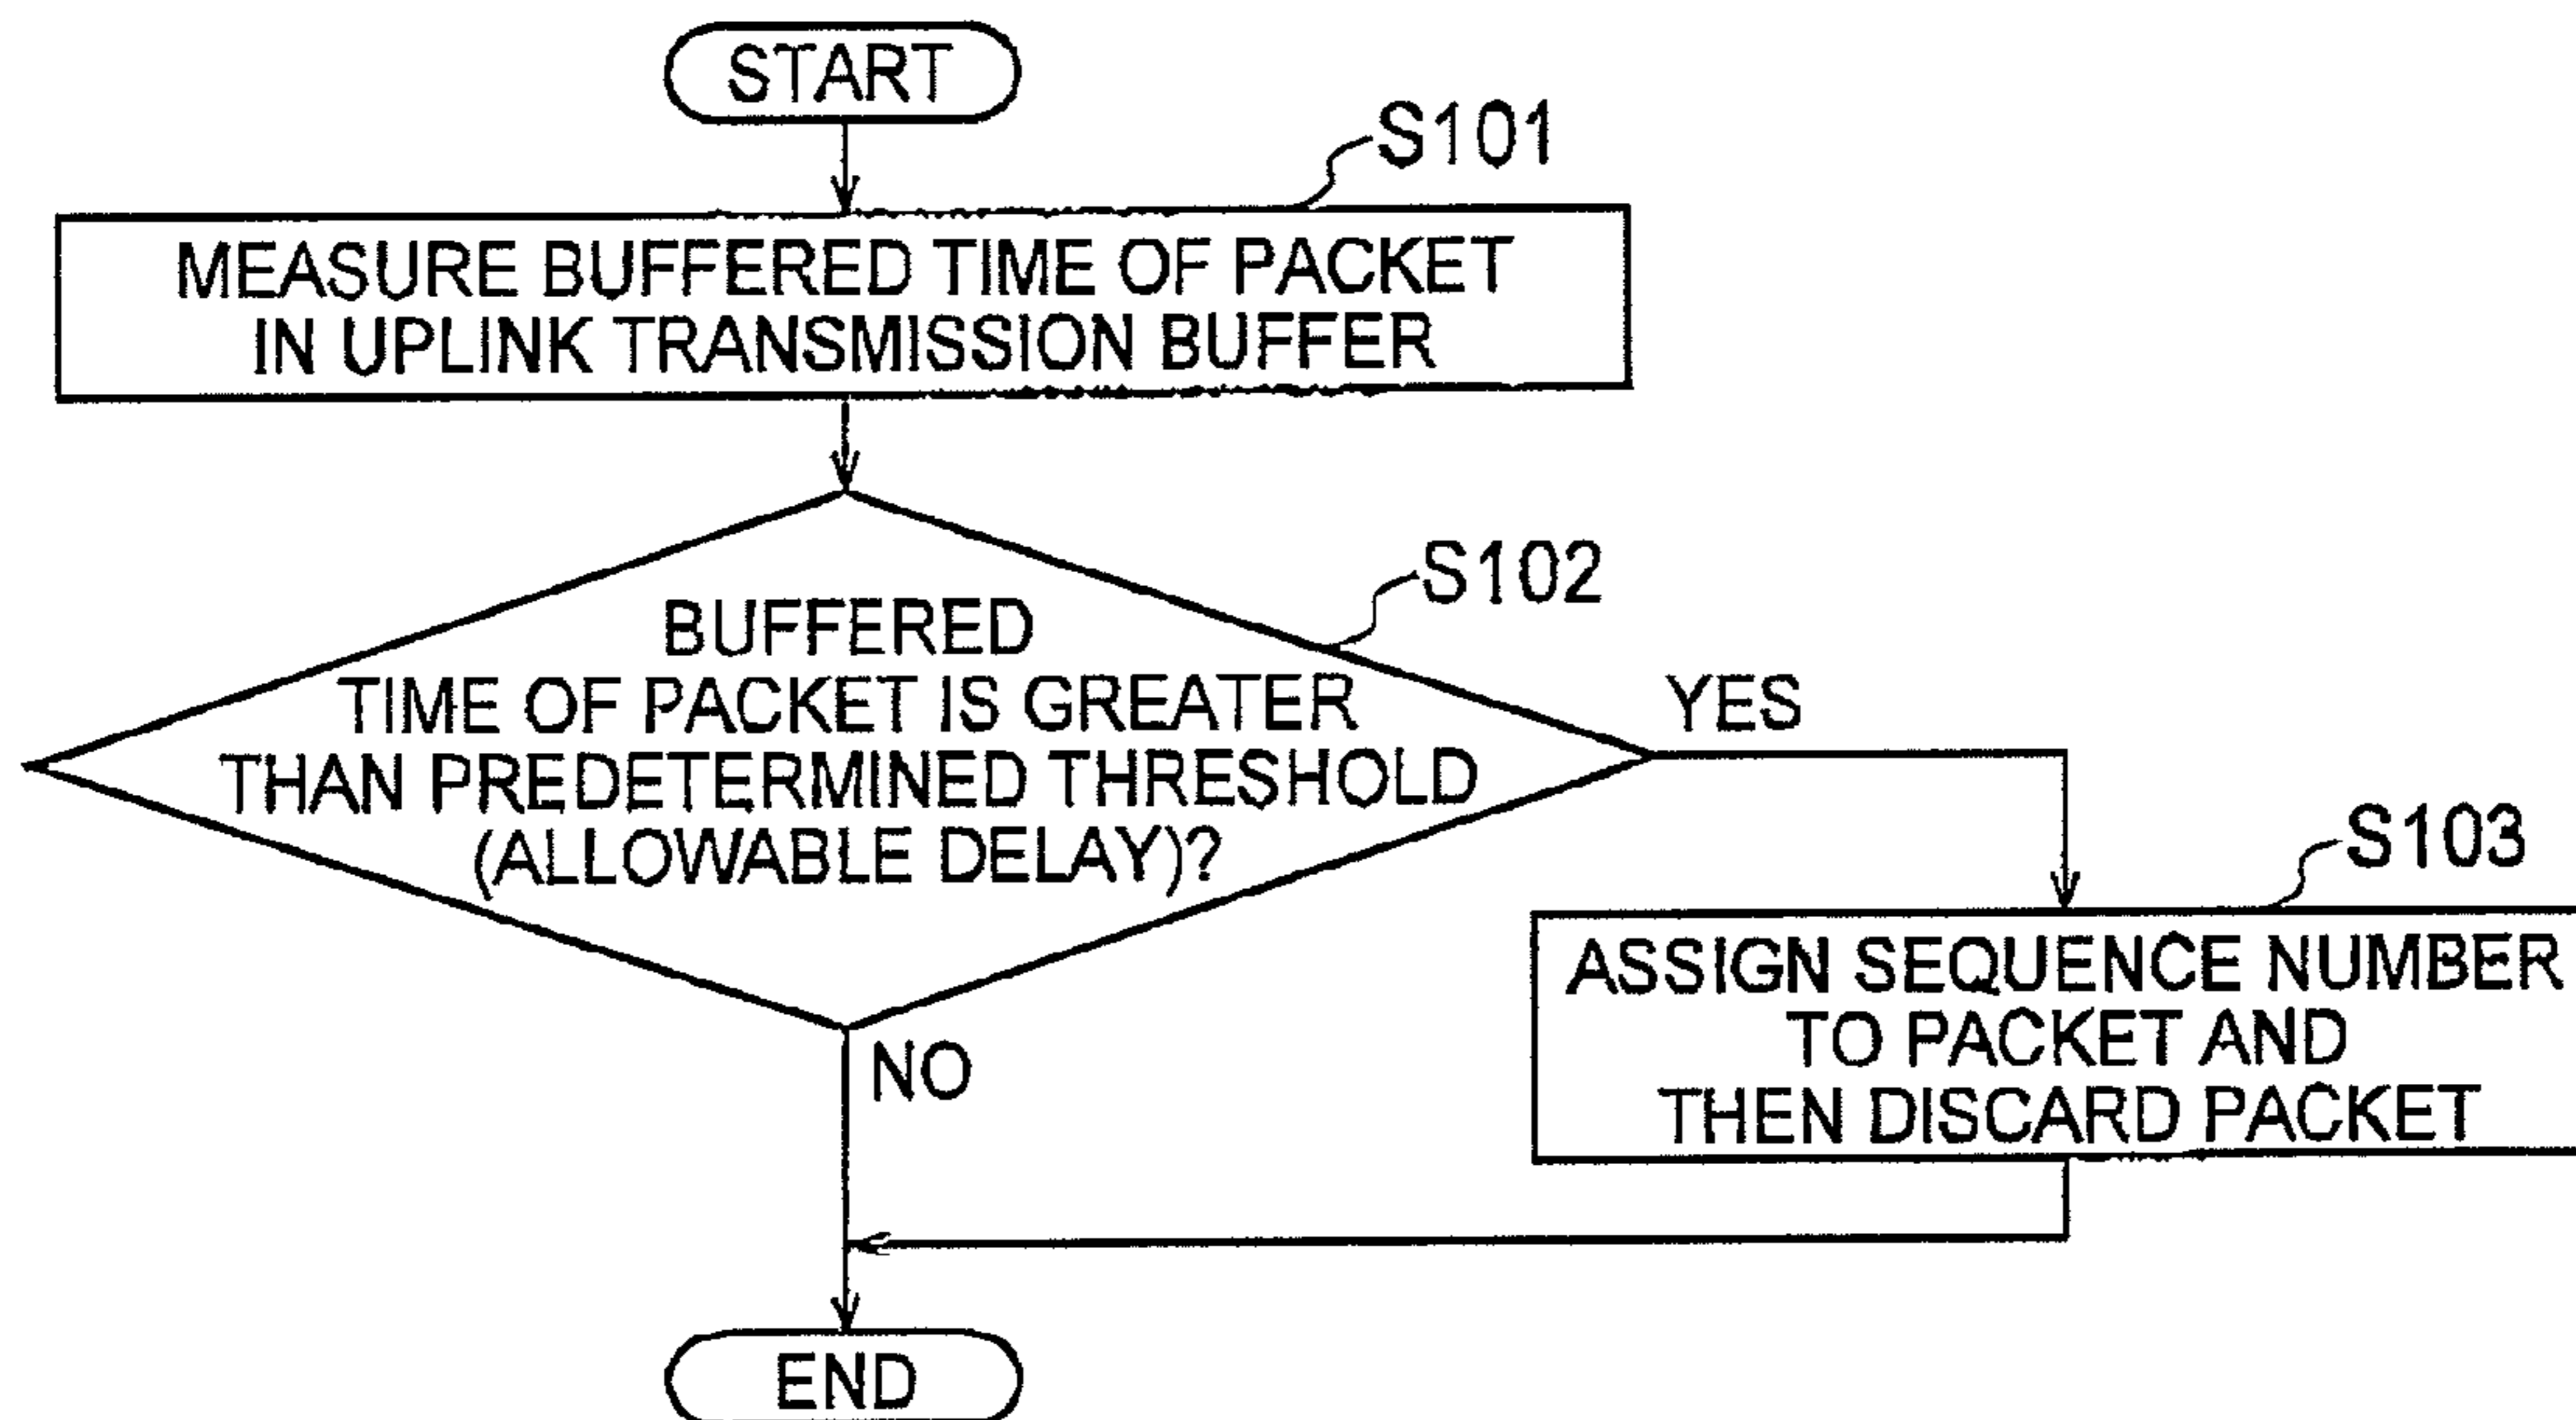 START
S101
MEASURE BUFFERED TIME OF PACKET
IN UPLINK TRANSMISSION BUFFER
S102
BUFFERED
TIME OF PACKET IS GREATER
THAN PREDETERMINED THRESHOLD
(ALLOWABLE DELAY)?
YES
S103
ASSIGN SEQUENCE NUMBER
TO PACKET AND
THEN DISCARD PACKET
NO
END